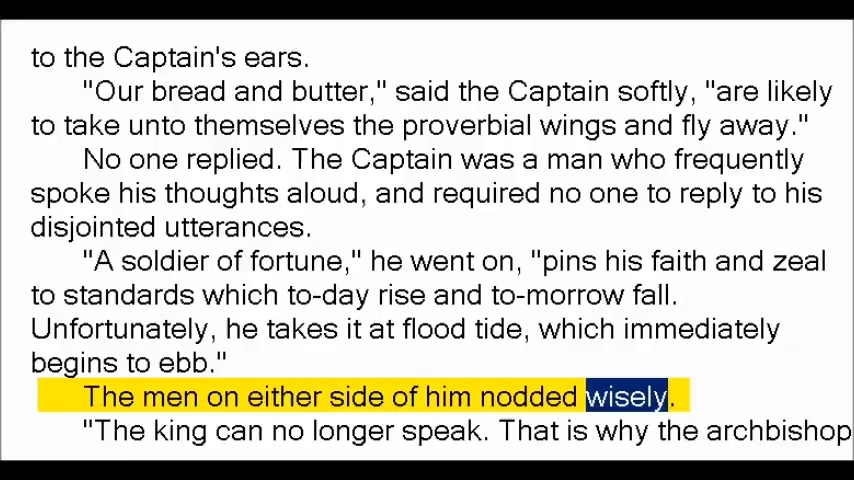 to the Captain's ears.
"Our bread and butter," said the Captain softly, "are likely
to take unto themselves the proverbial wings and fly away."
No one replied. The Captain was a man who frequently
spoke his thoughts aloud, and required no one to reply to his
disjointed utterances.
"A soldier of fortune," he went on, "pins his faith and zeal
to standards which to-day rise and to-morrow fall.
Unfortunately, he takes it at flood tide, which immediately
begins to ebb."
The men on either side of him nodded wisely.
"The king can no longer speak. That is why the archbishop